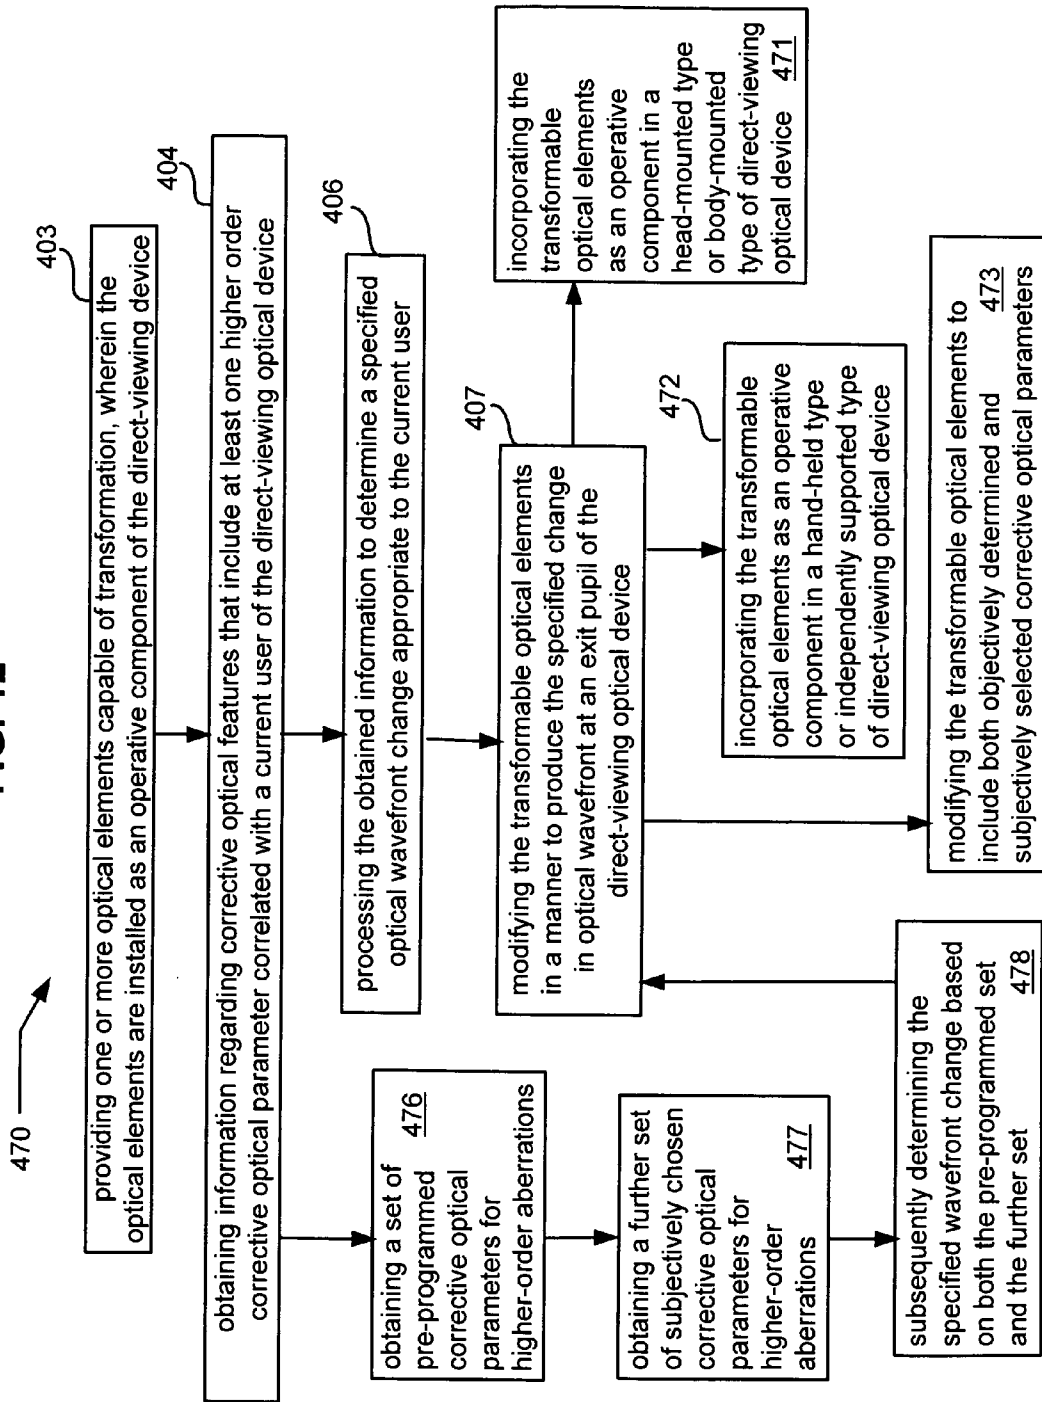 470
403
providing one or more optical elements capable of transformation, wherein the
optical elements are installed as an operative component of the direct-viewing device
404
obtaining information regarding corrective optical features that include at least one higher order
corrective optical parameter correlated with a current user of the direct-viewing optical device
406
processing the obtained information to determine a specified
optical wavefront change appropriate to the current user
407
modifying the transformable optical elements
in a manner to produce the specified change
in optical wavefront at an exit pupil of the
direct-viewing optical device
incorporating the
transformable
optical elements
as an operative
component in a
head-mounted type
or body-mounted
type of direct-viewing
optical device 471
472
incorporating the transformable
optical elements as an operative
component in a hand-held type
or independently supported type
of direct-viewing optical device
modifying the transformable optical elements to
include both objectively determined and 473
subjectively selected corrective optical parameters
obtaining a set of
pre-programmed 476
corrective optical
parameters for
higher-order aberrations
obtaining a further set
of subjectively chosen
corrective optical
parameters for 477
higher-order
aberrations
subsequently determining the
specified wavefront change based
on both the pre-programmed set
and the further set 478